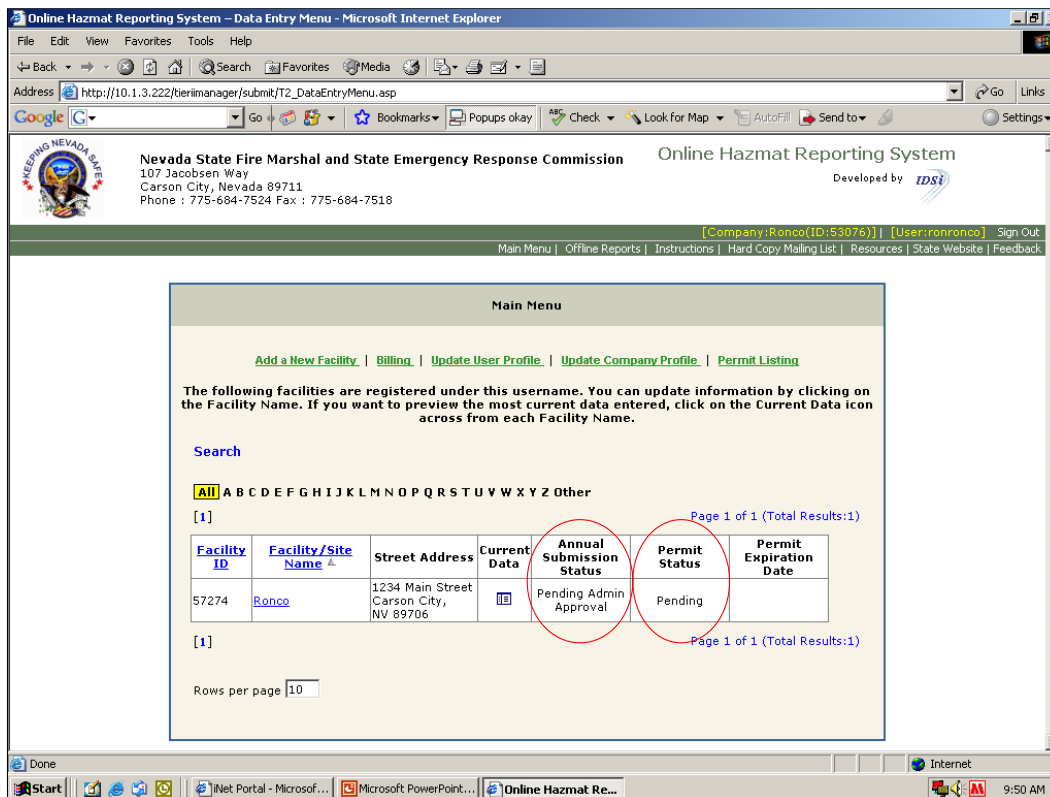 Online Hazmat Reporting System – Data Entry Menu - Microsoft Internet Explorer
File Edit View Favorites Tools Help
Back Search Favorites Media
Address http://10.1.3.222/tieriimanager/submit/T2_DataEntryMenu.asp Go Links
Google G Go Bookmarks Popups okay ABC Check Look for Map AutoFill Send to Settings
KEEPING NEVADA SAFE
Nevada State Fire Marshal and State Emergency Response Commission
107 Jacobsen Way
Carson City, Nevada 89711
Phone : 775-684-7524 Fax : 775-684-7518
Online Hazmat Reporting System
Developed by IDSi
[Company:Ronco(ID:53076)] | [User:ronronco] Sign Out
Main Menu | Offline Reports | Instructions | Hard Copy Mailing List | Resources | State Website | Feedback
Main Menu
Add a New Facility | Billing | Update User Profile | Update Company Profile | Permit Listing
The following facilities are registered under this username. You can update information by clicking on
the Facility Name. If you want to preview the most current data entered, click on the Current Data icon
across from each Facility Name.
Search
All A B C D E F G H I J K L M N O P Q R S T U V W X Y Z Other
[1] Page 1 of 1 (Total Results:1)
Facility ID Facility/Site Name Street Address Current Data Annual Submission Status Permit Status Permit Expiration Date
57274 Ronco 1234 Main Street Carson City, NV 89706 Pending Admin Approval Pending
[1] Page 1 of 1 (Total Results:1)
Rows per page 10
Done Internet
Start iNet Portal - Microsof... Microsoft PowerPoint... Online Hazmat Re... 9:50 AM